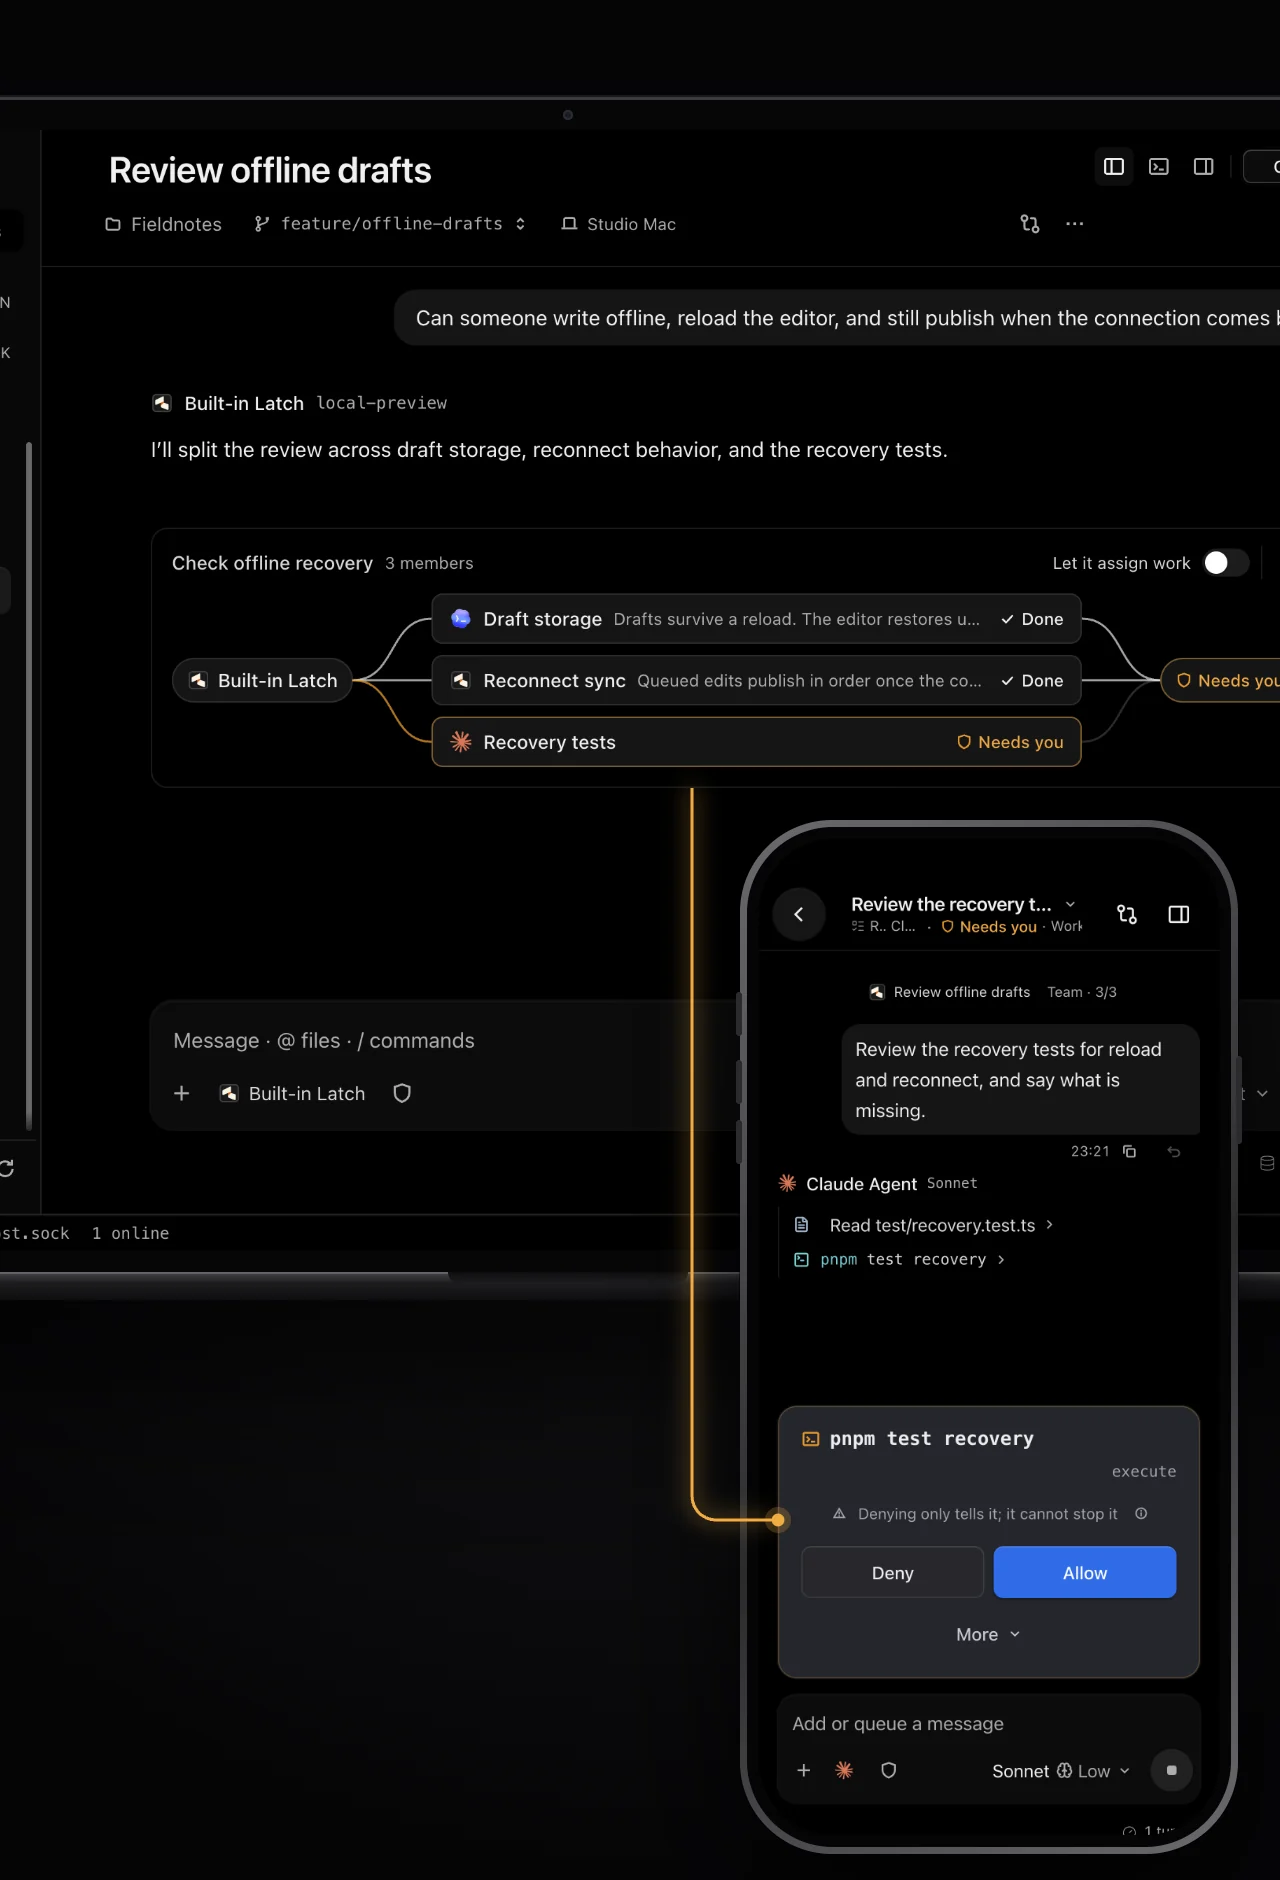 Review offline drafts
Fieldnotes feature/offline-drafts Studio Mac
N
Can someone write offline, reload the editor, and still publish when the connection comes
K
Built-in Latch local-preview
I’ll split the review across draft storage, reconnect behavior, and the recovery tests.
Check offline recovery 3 members Let it assign work
Draft storage Drafts survive a reload. The editor restores u... Done
Built-in Latch
Reconnect sync Queued edits publish in order once the co... Done
Needs you
Recovery tests Needs you
Message · @ files · / commands
Built-in Latch
st.sock 1 online
Review the recovery t...
R.. Cl... · Needs you · Work
Review offline drafts Team · 3/3
Review the recovery tests for reload
and reconnect, and say what is
missing.
23:21
Claude Agent Sonnet
Read test/recovery.test.ts
pnpm test recovery
pnpm test recovery
execute
Denying only tells it; it cannot stop it
Deny Allow
More
Add or queue a message
Sonnet Low
1